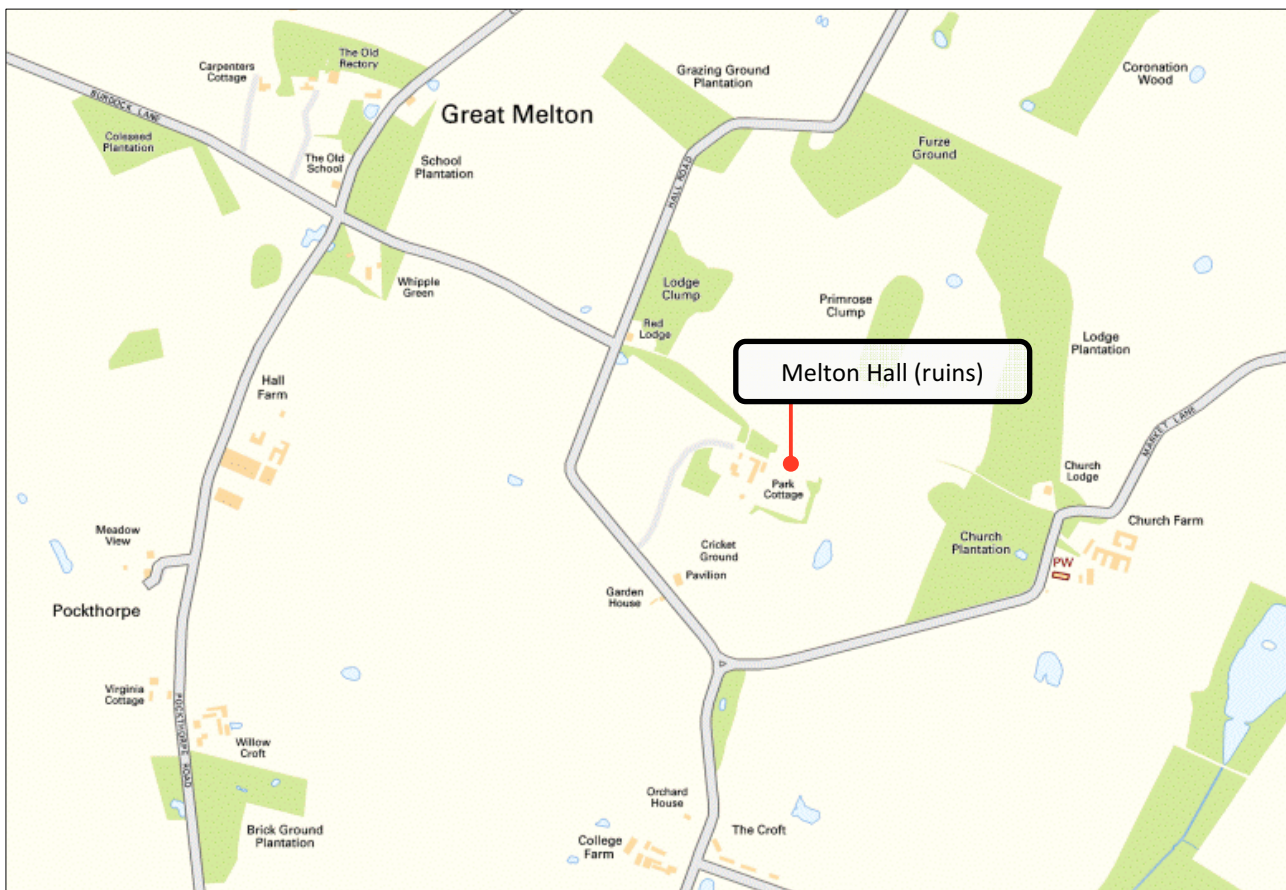 The Old
Rectory
Carpenters
Cottage
Grazing Ground
Plantation
Coronation
Wood
BURDOCK LANE
Great Melton
Coleseed
Plantation
The Old
School
School
Plantation
Furze
Ground
HALL ROAD
Whipple
Green
Lodge
Clump
Primrose
Clump
Red
Lodge
Lodge
Plantation
Melton Hall (ruins)
Hall
Farm
MARKET LANE
Park
Cottage
Church
Lodge
Church Farm
Meadow
View
Cricket
Ground
Church
Plantation
PW
Pavilion
Garden
House
Pockthorpe
Virginia
Cottage
POCKTHORPE ROAD
Willow
Croft
Orchard
House
Brick Ground
Plantation
College
Farm
The Croft